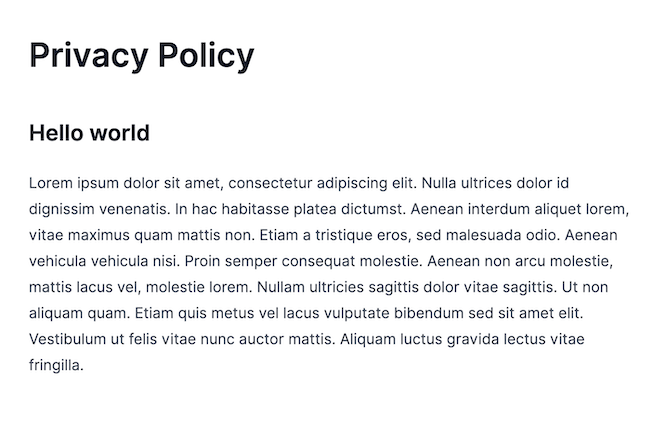 Privacy Policy
Hello world
Lorem ipsum dolor sit amet, consectetur adipiscing elit. Nulla ultrices dolor id
dignissim venenatis. In hac habitasse platea dictumst. Aenean interdum aliquet lorem,
vitae maximus quam mattis non. Etiam a tristique eros, sed malesuada odio. Aenean
vehicula vehicula nisi. Proin semper consequat molestie. Aenean non arcu molestie,
mattis lacus vel, molestie lorem. Nullam ultricies sagittis dolor vitae sagittis. Ut non
aliquam quam. Etiam quis metus vel lacus vulputate bibendum sed sit amet elit.
Vestibulum ut felis vitae nunc auctor mattis. Aliquam luctus gravida lectus vitae
fringilla.